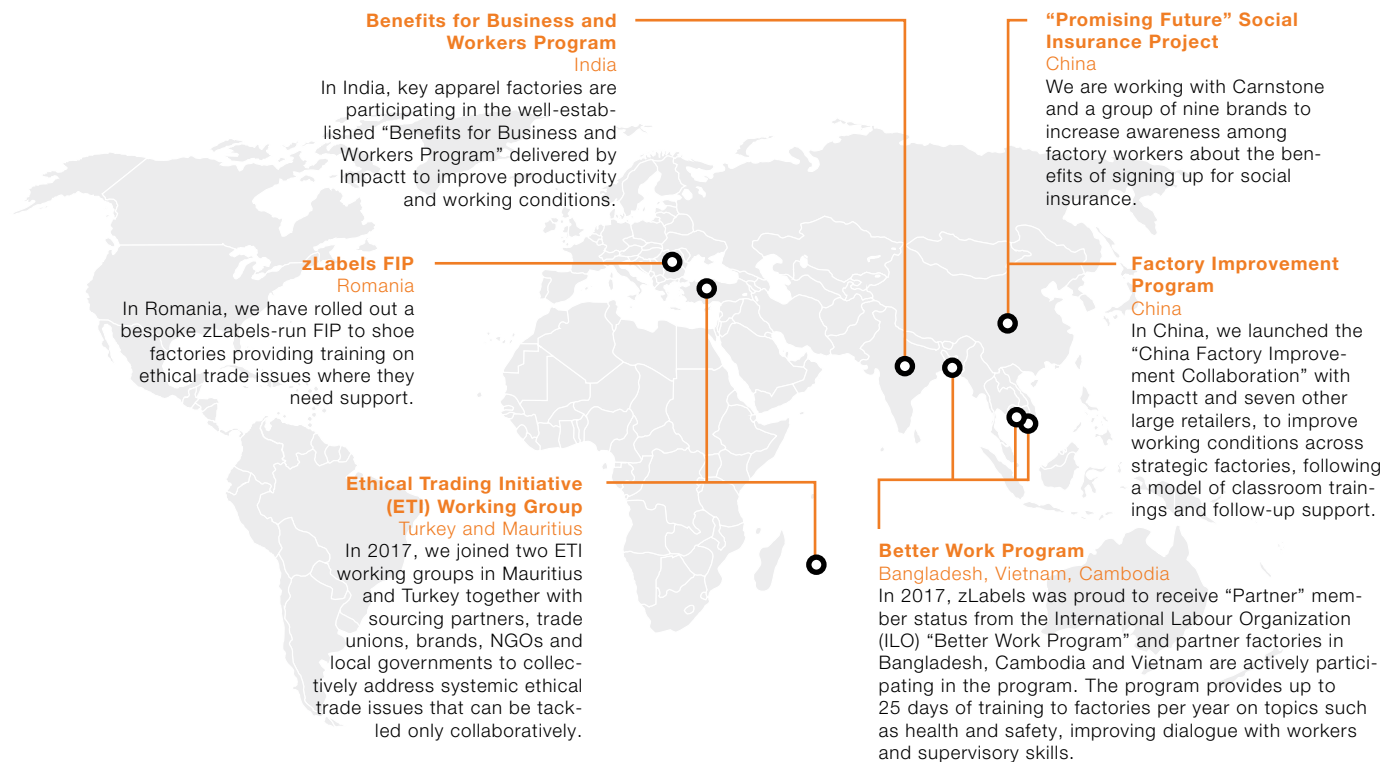 Benefits for Business and
Workers Program
India
In India, key apparel factories are
participating in the well-estab-
lished “Benefits for Business and
Workers Program” delivered by
Impactt to improve productivity
and working conditions.
“Promising Future” Social
Insurance Project
China
We are working with Carnstone
and a group of nine brands to
increase awareness among
factory workers about the ben-
efits of signing up for social
insurance.
zLabels FIP
Romania
In Romania, we have rolled out a
bespoke zLabels-run FIP to shoe
factories providing training on
ethical trade issues where they
need support.
Factory Improvement
Program
China
In China, we launched the
“China Factory Improve-
ment Collaboration” with
Impactt and seven other
large retailers, to improve
working conditions across
strategic factories, following
a model of classroom train-
ings and follow-up support.
Ethical Trading Initiative
(ETI) Working Group
Turkey and Mauritius
In 2017, we joined two ETI
working groups in Mauritius
and Turkey together with
sourcing partners, trade
unions, brands, NGOs and
local governments to collec-
tively address systemic ethical
trade issues that can be tack-
led only collaboratively.
Better Work Program
Bangladesh, Vietnam, Cambodia
In 2017, zLabels was proud to receive “Partner” mem-
ber status from the International Labour Organization
(ILO) “Better Work Program” and partner factories in
Bangladesh, Cambodia and Vietnam are actively partici-
pating in the program. The program provides up to
25 days of training to factories per year on topics such
as health and safety, improving dialogue with workers
and supervisory skills.